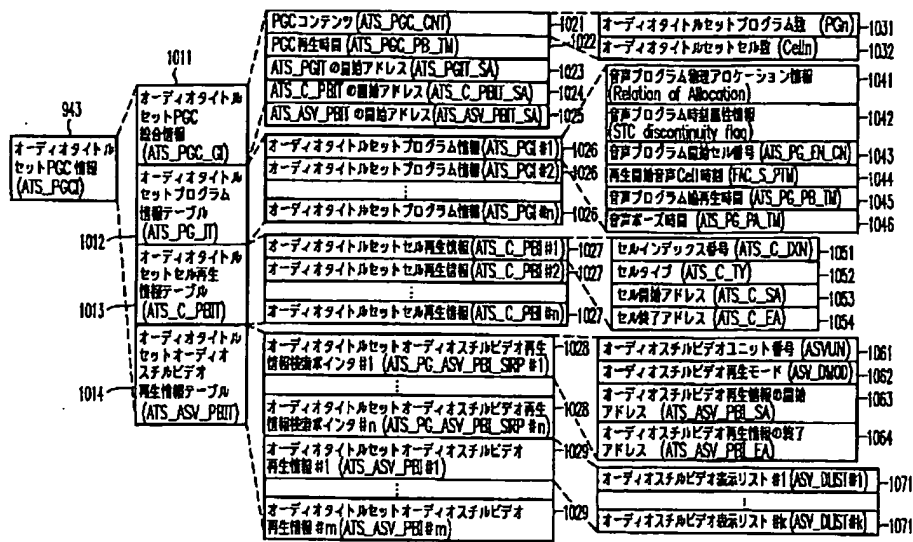 943
オーディオタイトル
セットPGC情報
(ATS_PGCI)
1011
オーディオタイトル
セットPGC
総合情報
(ATS_PGC_GI)
オーディオタイトル
セットプログラム
情報テーブル
(ATS_PG_IT)
1012
オーディオタイトル
セットセル再生
情報テーブル
(ATS_C_PBIT)
1013
オーディオタイトル
セットオーディオ
スチルビデオ
再生情報テーブル
(ATS_ASV_PBIT)
1014
PGCコンテンツ(ATS_PGC_CNT)
1021
PGC再生時間(ATS_PGC_PB_TM)
1022
ATS_PGITの開始アドレス(ATS_PGIT_SA)
1023
ATS_C_PBITの開始アドレス(ATS_C_PBIT_SA)
1024
ATS_ASV_PBITの開始アドレス(ATS_ASV_PBIT_SA)
1025
オーディオタイトルセットプログラム情報(ATS_PGI#1)
1026
オーディオタイトルセットプログラム情報(ATS_PGI#2)
1026
オーディオタイトルセットプログラム情報(ATS_PGI#n)
1026
オーディオタイトルセットセル再生情報(ATS_C_PBI#1)
1027
オーディオタイトルセットセル再生情報(ATS_C_PBI#2)
1027
オーディオタイトルセットセル再生情報(ATS_C_PBI#n)
1027
オーディオタイトルセットオーディオスチルビデオ再生
情報検索ポインタ#1(ATS_PG_ASV_PBI_SRP#1)
1028
オーディオタイトルセットオーディオスチルビデオ再生
情報検索ポインタ#n(ATS_PG_ASV_PBI_SRP#n)
1028
オーディオタイトルセットオーディオスチルビデオ
再生情報#1(ATS_ASV_PBI#1)
1029
オーディオタイトルセットオーディオスチルビデオ
再生情報#m(ATS_ASV_PBI#m)
1029
オーディオタイトルセットプログラム数(PGn)
1031
オーディオタイトルセットセル数(Celln)
1032
音声プログラム物理アロケーション情報
(Relation of Allocation)
1041
音声プログラム時刻属性情報
(STC discontinuity flag)
1042
音声プログラム開始セル番号(ATS_PG_EN_CN)
1043
再生開始音声Cell時刻(FAC_S_PTM)
1044
音声プログラム総再生時間(ATS_PG_PB_TM)
1045
音声ポーズ時間(ATS_PG_PA_TM)
1046
セルインデックス番号(ATS_C_IXN)
1051
セルタイプ(ATS_C_TY)
1052
セル開始アドレス(ATS_C_SA)
1053
セル終了アドレス(ATS_C_EA)
1054
オーディオスチルビデオユニット番号(ASVUN)
1061
オーディオスチルビデオ再生モード(ASV_DMOD)
1062
オーディオスチルビデオ再生情報の開始
アドレス(ATS_ASV_PBI_SA)
1063
オーディオスチルビデオ再生情報の終了
アドレス(ATS_ASV_PBI_EA)
1064
オーディオスチルビデオ表示リスト#1(ASV_DLIST#1)
1071
オーディオスチルビデオ表示リスト#k(ASV_DLIST#k)
1071